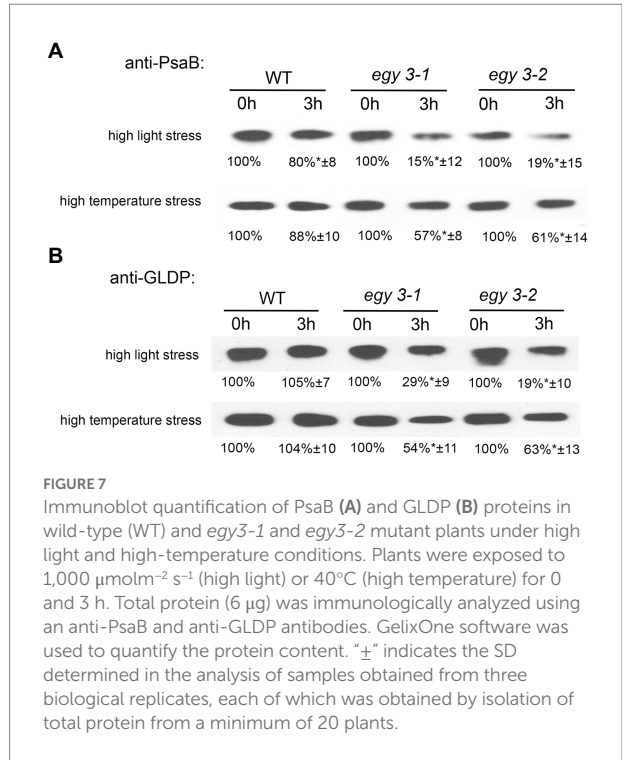 A
anti-PsaB:
WT egy 3-1 egy 3-2
0h 3h 0h 3h 0h 3h
high light stress
100% 80%*±8 100% 15%*±12 100% 19%*±15
high temperature stress
100% 88%±10 100% 57%*±8 100% 61%*±14
B
anti-GLDP:
WT egy 3-1 egy 3-2
0h 3h 0h 3h 0h 3h
high light stress
100% 105%±7 100% 29%*±9 100% 19%*±10
high temperature stress
100% 104%±10 100% 54%*±11 100% 63%*±13
FIGURE 7
Immunoblot quantification of PsaB (A) and GLDP (B) proteins in
wild-type (WT) and egy3-1 and egy3-2 mutant plants under high
light and high-temperature conditions. Plants were exposed to
1,000 μmolm⁻² s⁻¹ (high light) or 40°C (high temperature) for 0
and 3 h. Total protein (6 μg) was immunologically analyzed using
an anti-PsaB and anti-GLDP antibodies. GelixOne software was
used to quantify the protein content. "±" indicates the SD
determined in the analysis of samples obtained from three
biological replicates, each of which was obtained by isolation of
total protein from a minimum of 20 plants.